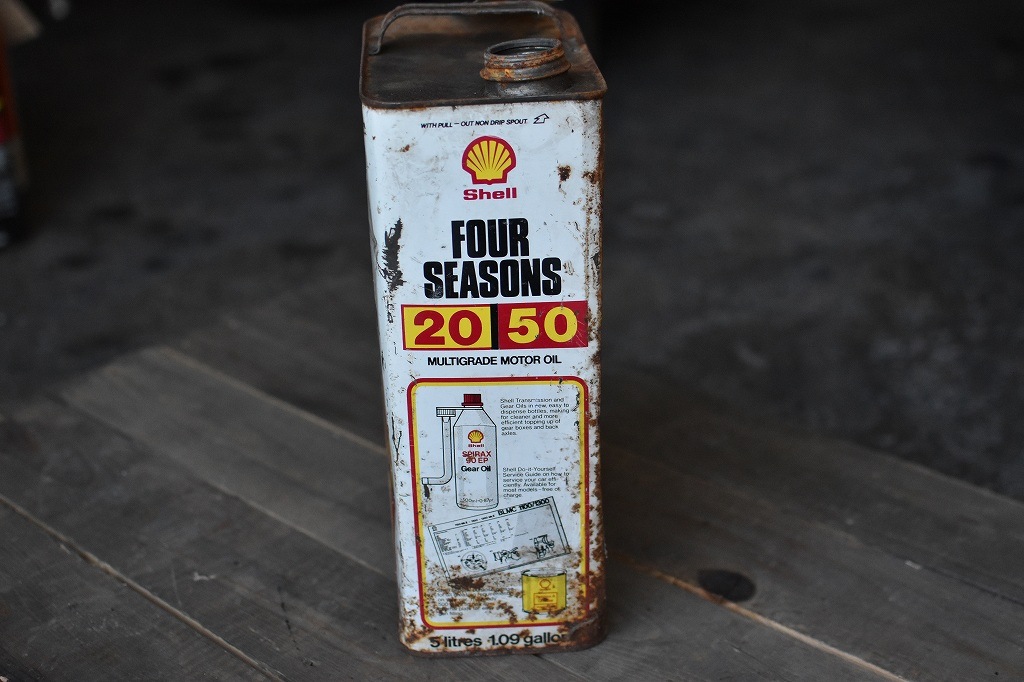 WITH PULL – OUT NON DRIP SPOUT.
Shell
FOUR
SEASONS
20 50
MULTIGRADE MOTOR OIL
Shell Transmission and
Gear Oils in new, easy to
dispense bottles, making
for cleaner and more
efficient topping up of
gear boxes and back
axles.
Shell
SPIRAX
90 EP
Gear Oil
Shell Do-it-Yourself
Service Guide on how to
service your car effi-
ciently. Available for
most models – free of
charge.
BLMC 1100/1300
5 litres 1.09 gallon